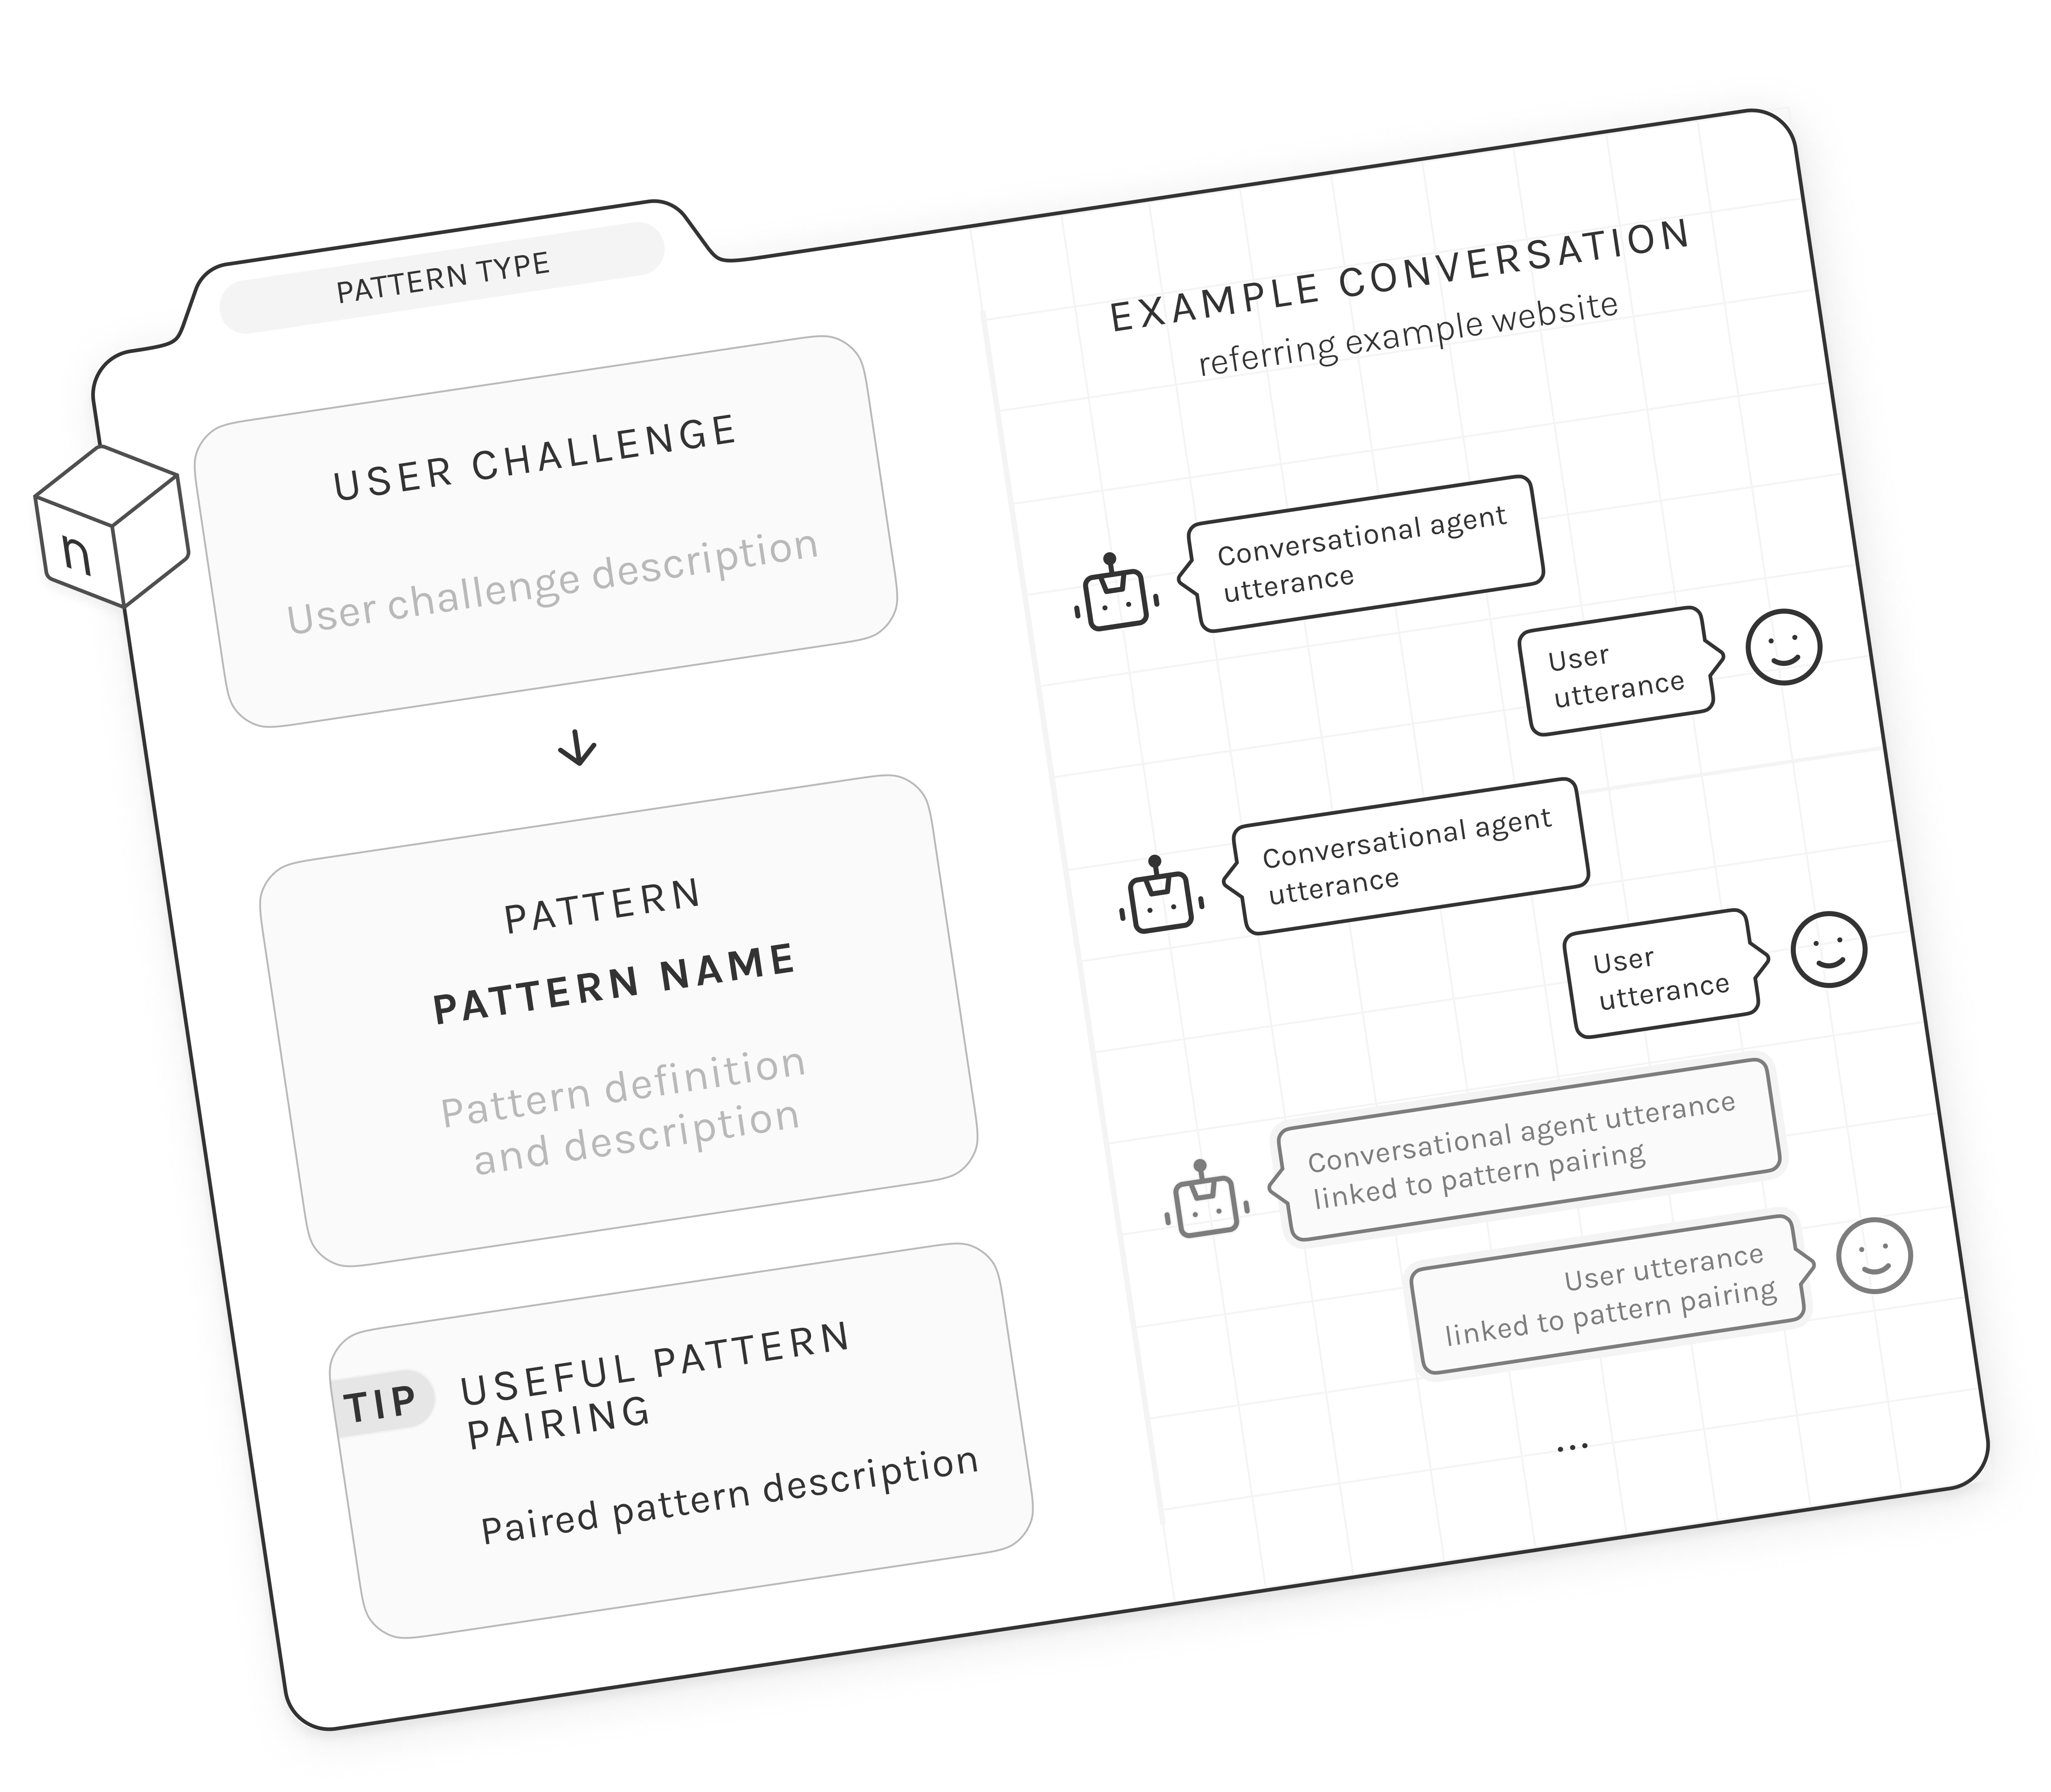 PATTERN TYPE
n
USER CHALLENGE
User challenge description
PATTERN
PATTERN NAME
Pattern definition
and description
TIP
USEFUL PATTERN
PAIRING
Paired pattern description
EXAMPLE CONVERSATION
referring example website
Conversational agent
utterance
User
utterance
Conversational agent
utterance
User
utterance
Conversational agent utterance
linked to pattern pairing
User utterance
linked to pattern pairing
...